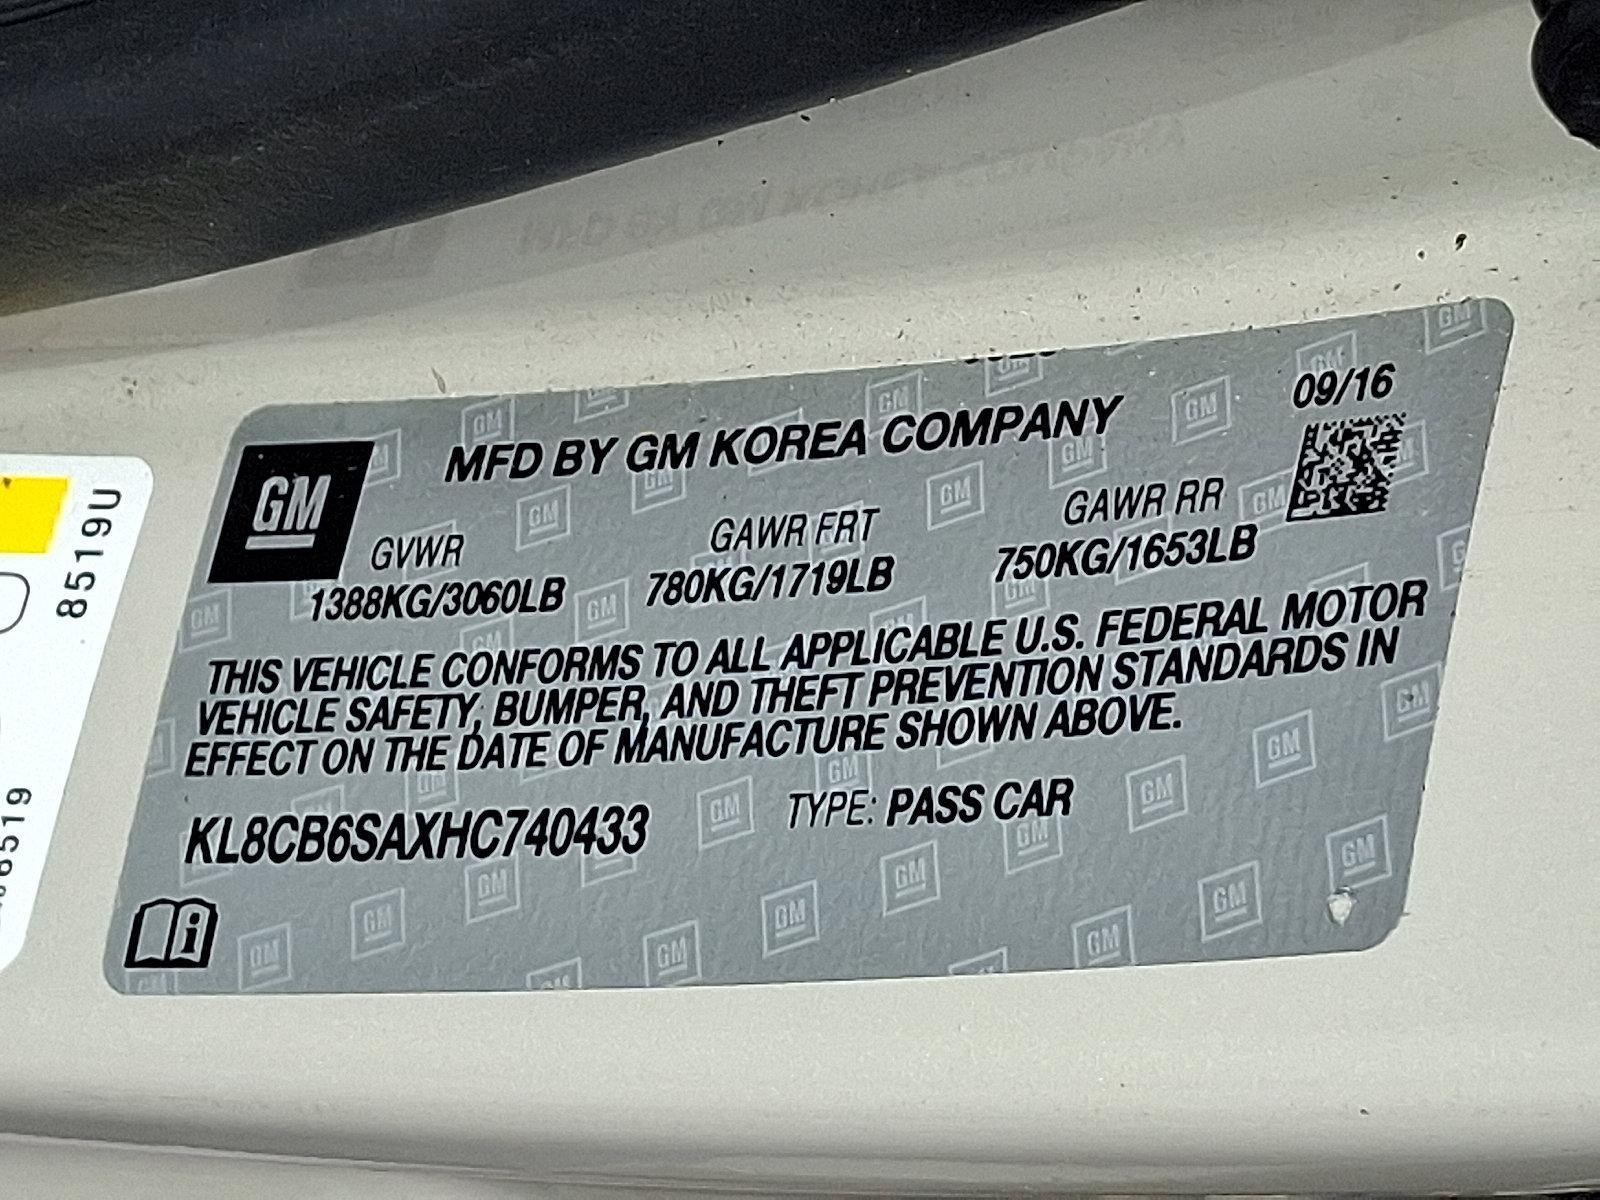 09/16
GM
MFD BY GM KOREA COMPANY
GVWR GAWR FRT GAWR RR
1388KG/3060LB 780KG/1719LB 750KG/1653LB
THIS VEHICLE CONFORMS TO ALL APPLICABLE U.S. FEDERAL MOTOR
VEHICLE SAFETY, BUMPER, AND THEFT PREVENTION STANDARDS IN
EFFECT ON THE DATE OF MANUFACTURE SHOWN ABOVE.
KL8CB6SAXHC740433 TYPE: PASS CAR
8519U